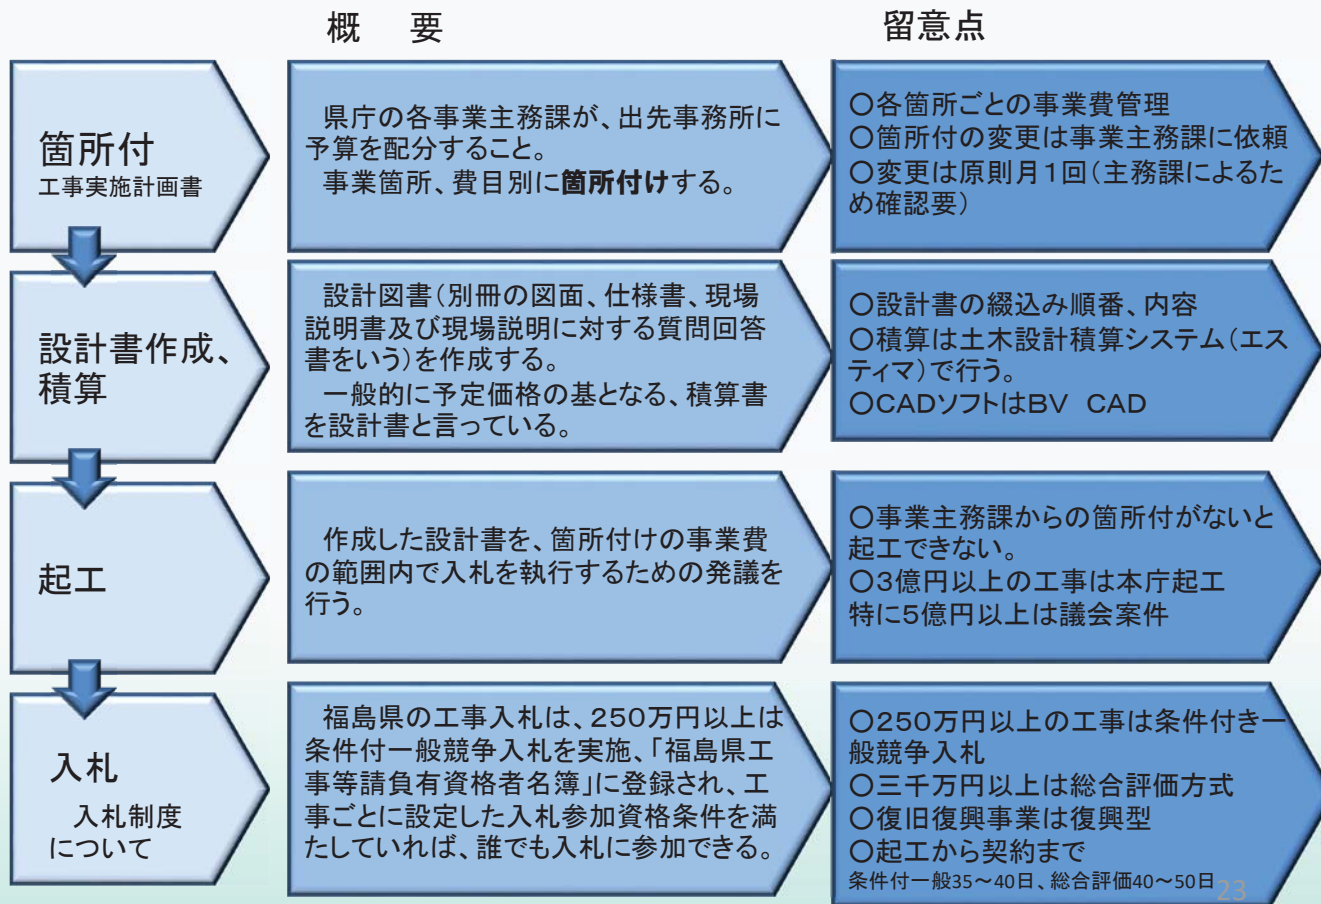 概　要
留意点
箇所付
工事実施計画書
県庁の各事業主務課が、出先事務所に
予算を配分すること。
事業箇所、費目別に箇所付けする。
〇各箇所ごとの事業費管理
〇箇所付の変更は事業主務課に依頼
〇変更は原則月１回（主務課によるた
め確認要）
設計書作成、
積算
設計図書（別冊の図面、仕様書、現場
説明書及び現場説明に対する質問回答
書をいう）を作成する。
一般的に予定価格の基となる、積算書
を設計書と言っている。
〇設計書の綴込み順番、内容
〇積算は土木設計積算システム（エス
ティマ）で行う。
〇CADソフトはBV　CAD
起工
作成した設計書を、箇所付けの事業費
の範囲内で入札を執行するための発議を
行う。
〇事業主務課からの箇所付がないと
起工できない。
〇3億円以上の工事は本庁起工
特に5億円以上は議会案件
入札
入札制度
について
福島県の工事入札は、250万円以上は
条件付一般競争入札を実施、「福島県工
事等請負有資格者名簿」に登録され、工
事ごとに設定した入札参加資格条件を満
たしていれば、誰でも入札に参加できる。
〇250万円以上の工事は条件付き一
般競争入札
〇三千万円以上は総合評価方式
〇復旧復興事業は復興型
〇起工から契約まで
条件付一般35～40日、総合評価40～50日
23